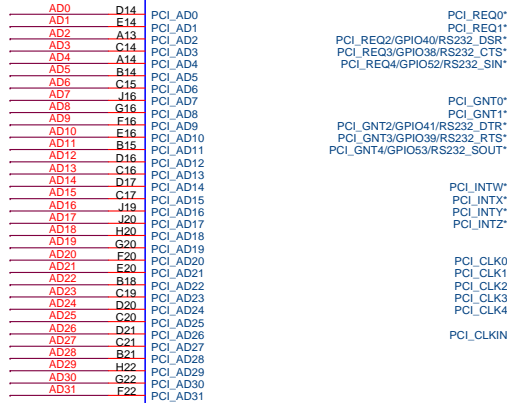 AD0 D14 PCI_AD0 PCI_REQ0*
AD1 E14 PCI_AD1 PCI_REQ1*
AD2 A13 PCI_AD2 PCI_REQ2/GPIO40/RS232_DSR*
AD3 C14 PCI_AD3 PCI_REQ3/GPIO38/RS232_CTS*
AD4 A14 PCI_AD4 PCI_REQ4/GPIO52/RS232_SIN*
AD5 B14 PCI_AD5
AD6 C15 PCI_AD6
AD7 J16 PCI_AD7 PCI_GNT0*
AD8 G16 PCI_AD8 PCI_GNT1*
AD9 F16 PCI_AD9 PCI_GNT2/GPIO41/RS232_DTR*
AD10 E16 PCI_AD10 PCI_GNT3/GPIO39/RS232_RTS*
AD11 B15 PCI_AD11 PCI_GNT4/GPIO53/RS232_SOUT*
AD12 D16 PCI_AD12
AD13 C16 PCI_AD13
AD14 D17 PCI_AD14 PCI_INTW*
AD15 C17 PCI_AD15 PCI_INTX*
AD16 J19 PCI_AD16 PCI_INTY*
AD17 J20 PCI_AD17 PCI_INTZ*
AD18 H20 PCI_AD18
AD19 G20 PCI_AD19
AD20 F20 PCI_AD20 PCI_CLK0
AD21 E20 PCI_AD21 PCI_CLK1
AD22 B18 PCI_AD22 PCI_CLK2
AD23 C19 PCI_AD23 PCI_CLK3
AD24 D20 PCI_AD24 PCI_CLK4
AD25 C20 PCI_AD25
AD26 D21 PCI_AD26 PCI_CLKIN
AD27 C21 PCI_AD27
AD28 B21 PCI_AD28
AD29 H22 PCI_AD29
AD30 G22 PCI_AD30
AD31 F22 PCI_AD31